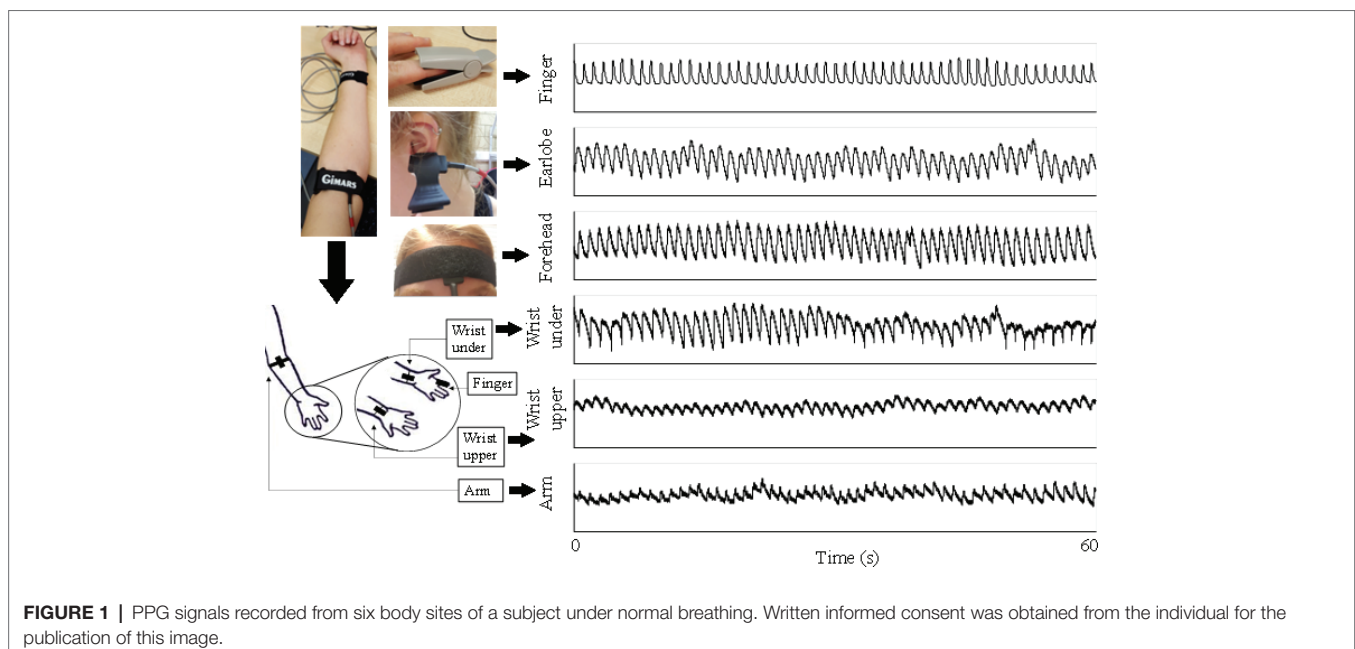 GIMARS
Finger
Earlobe
Forehead
Wrist
under
Wrist
upper
Arm
Wrist
under
Finger
Wrist
upper
Arm
0
60
Time (s)
FIGURE 1 | PPG signals recorded from six body sites of a subject under normal breathing. Written informed consent was obtained from the individual for the
publication of this image.